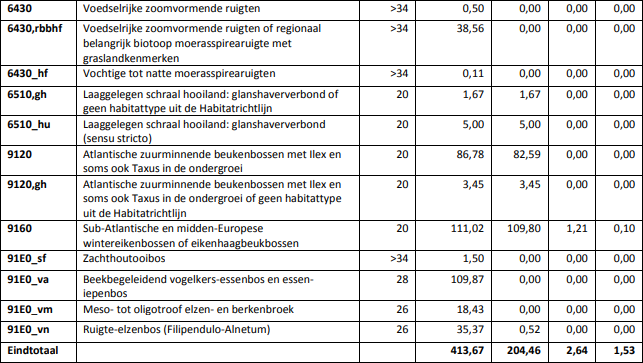 6430 Voedselrijke zoomvormende ruigten >34 0,50 0,00 0,00 0,00
6430,rbbhf Voedselrijke zoomvormende ruigten of regionaal >34 38,56 0,00 0,00 0,00
belangrijk biotoop moerasspirearuigte met
graslandkenmerken
6430_hf Vochtige tot natte moerasspirearuigten >34 0,11 0,00 0,00 0,00
6510,gh Laaggelegen schraal hooiland: glanshaververbond of 20 1,67 1,67 0,00 0,00
geen habitattype uit de Habitatrichtlijn
6510_hu Laaggelegen schraal hooiland: glanshaververbond 20 5,00 5,00 0,00 0,00
(sensu stricto)
9120 Atlantische zuurminnende beukenbossen met Ilex en 20 86,78 82,59 0,00 0,00
soms ook Taxus in de ondergroei
9120,gh Atlantische zuurminnende beukenbossen met Ilex en 20 3,45 3,45 0,00 0,00
soms ook Taxus in de ondergroei of geen habitattype
uit de Habitatrichtlijn
9160 Sub-Atlantische en midden-Europese 20 111,02 109,80 1,21 0,10
wintereikenbossen of eikenhaagbeukbossen
91E0_sf Zachthoutooibos >34 1,50 0,00 0,00 0,00
91E0_va Beekbegeleidend vogelkers-essenbos en essen- 28 109,87 0,00 0,00 0,00
iepenbos
91E0_vm Meso- tot oligotroof elzen- en berkenbroek 26 18,43 0,00 0,00 0,00
91E0_vn Ruigte-elzenbos (Filipendulo-Alnetum) 26 35,37 0,52 0,00 0,00
Eindtotaal 413,67 204,46 2,64 1,53